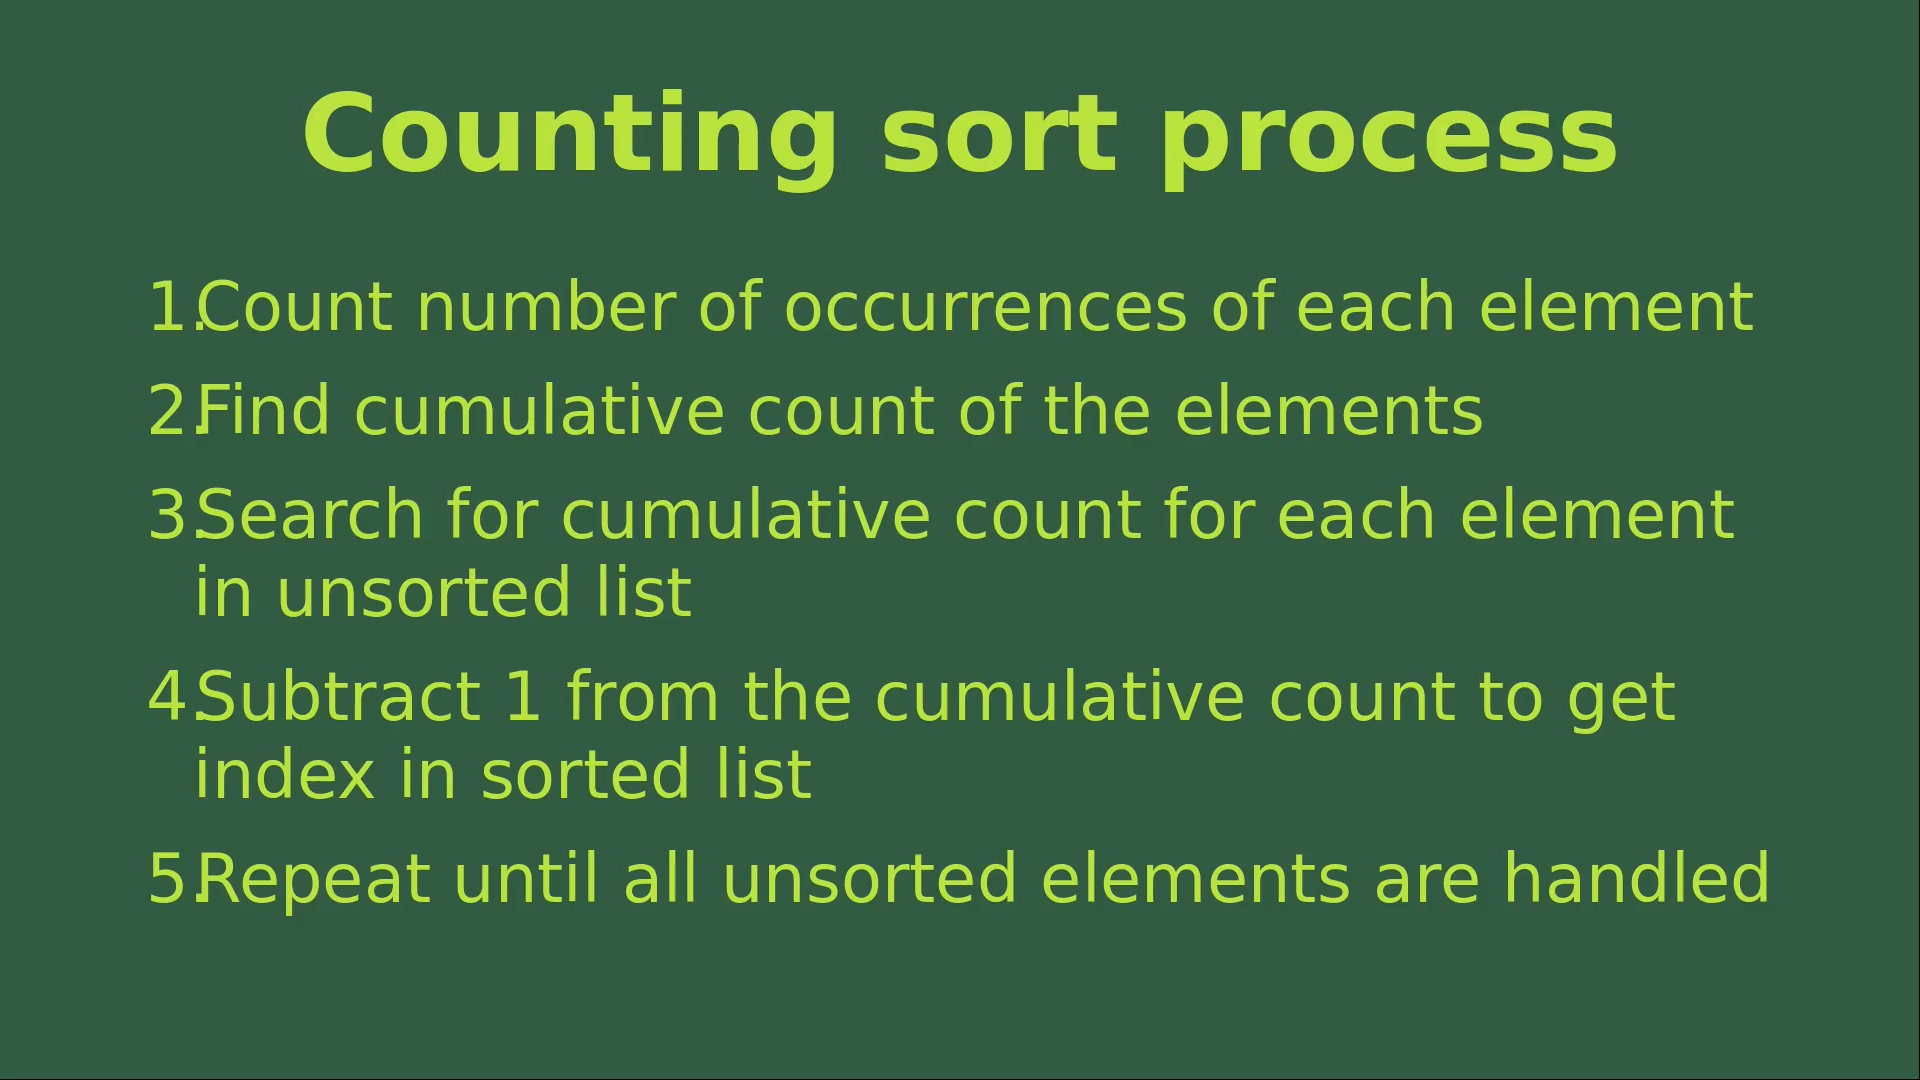 Counting sort process
1.Count number of occurrences of each element
2.Find cumulative count of the elements
3.Search for cumulative count for each element
in unsorted list
4.Subtract 1 from the cumulative count to get
index in sorted list
5.Repeat until all unsorted elements are handled